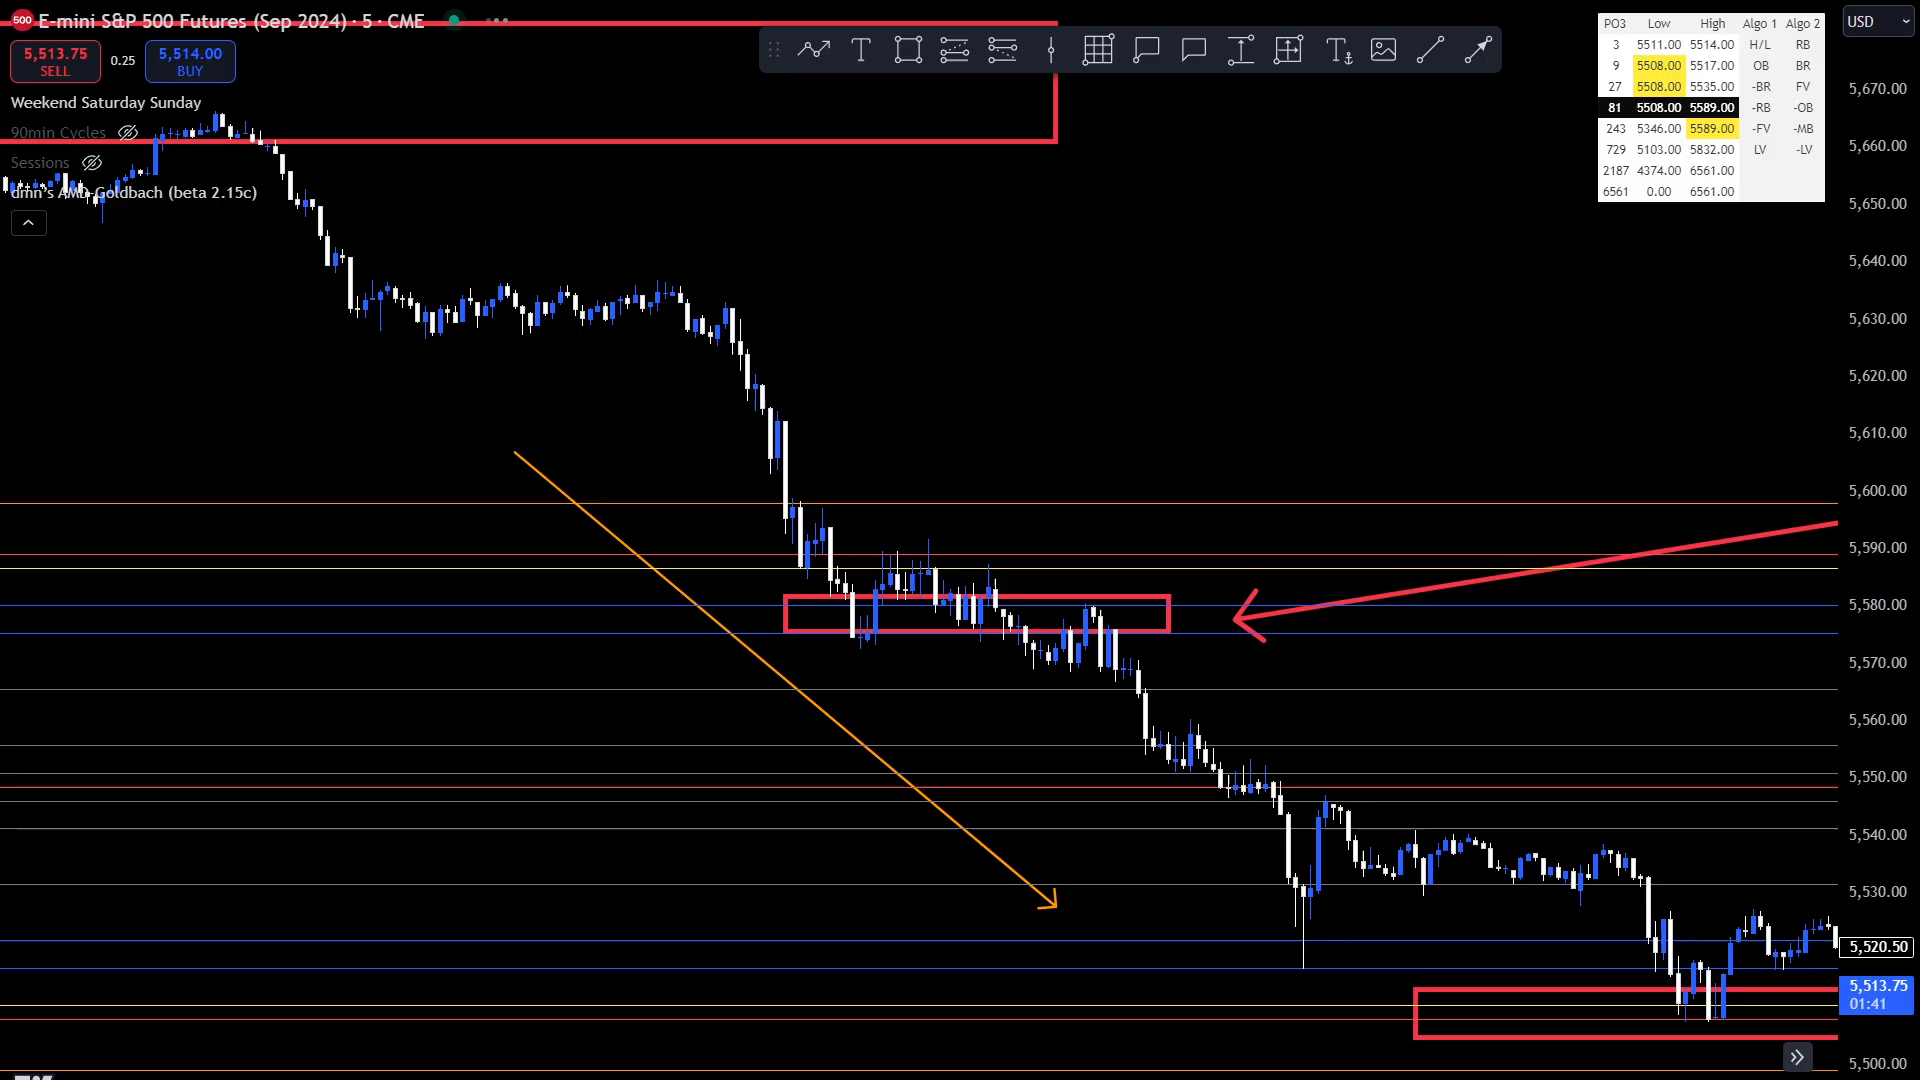 500 E-mini S&P 500 Futures (Sep 2024) · 5 · CME
5,513.75 0.25 5,514.00
SELL BUY
Weekend Saturday Sunday
90min Cycles
Sessions
dmn's AMD-Goldbach (beta 2.15c)
PO3 Low High Algo 1 Algo 2
3 5511.00 5514.00 H/L RB
9 5508.00 5517.00 OB BR
27 5508.00 5535.00 -BR FV
81 5508.00 5589.00 -RB -OB
243 5346.00 5589.00 -FV -MB
729 5103.00 5832.00 LV -LV
2187 4374.00 6561.00
6561 0.00 6561.00
USD
5,670.00
5,660.00
5,650.00
5,640.00
5,630.00
5,620.00
5,610.00
5,600.00
5,590.00
5,580.00
5,570.00
5,560.00
5,550.00
5,540.00
5,530.00
5,520.50
5,513.75
01:41
5,500.00